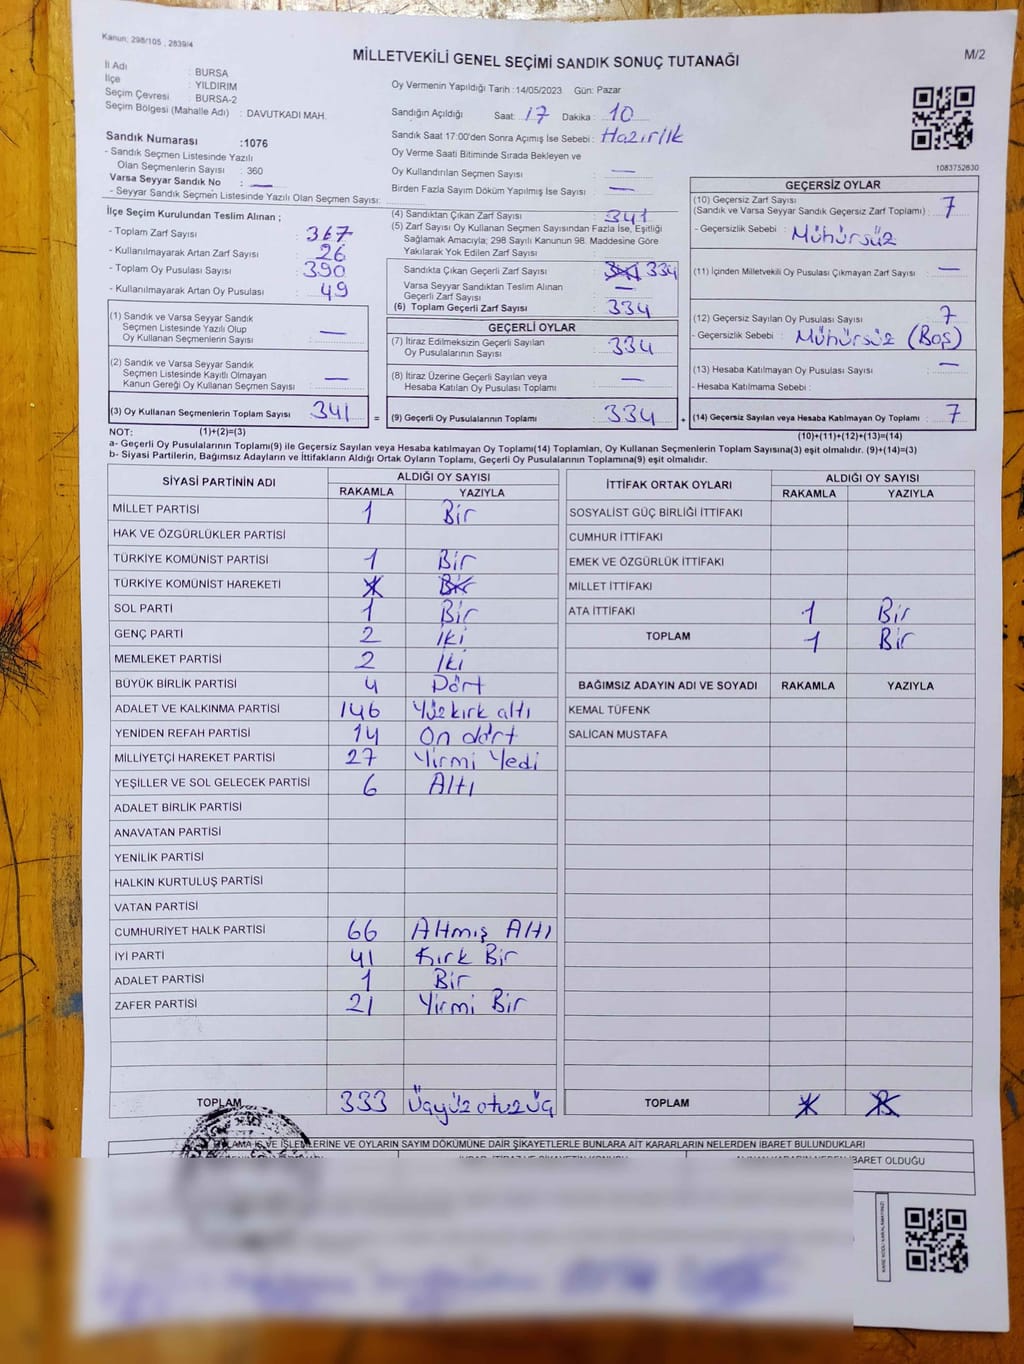 Kanun: 298/105 , 2839/4
MİLLETVEKİLİ GENEL SEÇİMİ SANDIK SONUÇ TUTANAĞI
M/2
İl Adı : BURSA
İlçe : YILDIRIM
Seçim Çevresi : BURSA-2
Seçim Bölgesi (Mahalle Adı) : DAVUTKADI MAH.
Sandık Numarası :1076
- Sandık Seçmen Listesinde Yazılı
Olan Seçmenlerin Sayısı : 360
Varsa Seyyar Sandık No : —
- Seyyar Sandık Seçmen Listesinde Yazılı Olan Seçmen Sayısı:
Oy Vermenin Yapıldığı Tarih :14/05/2023 Gün: Pazar
Sandığın Açıldığı Saat: 17 Dakika : 10
Sandık Saat 17:00'den Sonra Açımış İse Sebebi : Hazırlık
Oy Verme Saati Bitiminde Sırada Bekleyen ve
Oy Kullandırılan Seçmen Sayısı : —
Birden Fazla Sayım Döküm Yapılmış İse Sayısı : —
1083752630
İlçe Seçim Kurulundan Teslim Alınan ;
- Toplam Zarf Sayısı : 367
- Kullanılmayarak Artan Zarf Sayısı : 26
- Toplam Oy Pusulası Sayısı : 390
- Kullanılmayarak Artan Oy Pusulası : 49
(1) Sandık ve Varsa Seyyar Sandık
Seçmen Listesinde Yazılı Olup
Oy Kullanan Seçmenlerin Sayısı : —
(2) Sandık ve Varsa Seyyar Sandık
Seçmen Listesinde Kayıtlı Olmayan
Kanun Gereği Oy Kullanan Seçmen Sayısı : —
(3) Oy Kullanan Seçmenlerin Toplam Sayısı : 341 =
(4) Sandıktan Çıkan Zarf Sayısı : 341
(5) Zarf Sayısı Oy Kullanan Seçmen Sayısından Fazla İse, Eşitliği
Sağlamak Amacıyla; 298 Sayılı Kanunun 98. Maddesine Göre
Yakılarak Yok Edilen Zarf Sayısı :
Sandıkta Çıkan Geçerli Zarf Sayısı : 334
Varsa Seyyar Sandıktan Teslim Alınan
Geçerli Zarf Sayısı : —
(6) Toplam Geçerli Zarf Sayısı : 334
GEÇERLİ OYLAR
(7) İtiraz Edilmeksizin Geçerli Sayılan
Oy Pusulalarının Sayısı : 334
(8) İtiraz Üzerine Geçerli Sayılan veya
Hesaba Katılan Oy Pusulası Toplamı : —
(9) Geçerli Oy Pusulalarının Toplamı : 334 +
GEÇERSİZ OYLAR
(10) Geçersiz Zarf Sayısı : 7
(Sandık ve Varsa Seyyar Sandık Geçersiz Zarf Toplamı)
- Geçersizlik Sebebi : Mühürsüz
(11) İçinden Milletvekili Oy Pusulası Çıkmayan Zarf Sayısı : —
(12) Geçersiz Sayılan Oy Pusulası Sayısı : 7
- Geçersizlik Sebebi : Mühürsüz (Boş)
(13) Hesaba Katılmayan Oy Pusulası Sayısı : —
- Hesaba Katılmama Sebebi :
(14) Geçersiz Sayılan veya Hesaba Katılmayan Oy Toplamı : 7
NOT: (1)+(2)=(3) (10)+(11)+(12)+(13)=(14)
a- Geçerli Oy Pusulalarının Toplamı(9) ile Geçersiz Sayılan veya Hesaba katılmayan Oy Toplamı(14) Toplamları, Oy Kullanan Seçmenlerin Toplam Sayısına(3) eşit olmalıdır. (9)+(14)=(3)
b- Siyasi Partilerin, Bağımsız Adayların ve İttifakların Aldığı Ortak Oyların Toplamı, Geçerli Oy Pusulalarının Toplamına(9) eşit olmalıdır.
SİYASİ PARTİNİN ADI ALDIĞI OY SAYISI
RAKAMLA YAZIYLA
MİLLET PARTİSİ 1 Bir
HAK VE ÖZGÜRLÜKLER PARTİSİ
TÜRKİYE KOMÜNİST PARTİSİ 1 Bir
TÜRKİYE KOMÜNİST HAREKETİ
SOL PARTİ 1 Bir
GENÇ PARTİ 2 İki
MEMLEKET PARTİSİ 2 İki
BÜYÜK BİRLİK PARTİSİ 4 Dört
ADALET VE KALKINMA PARTİSİ 146 Yüz kırk altı
YENİDEN REFAH PARTİSİ 14 On dört
MİLLİYETÇİ HAREKET PARTİSİ 27 Yirmi Yedi
YEŞİLLER VE SOL GELECEK PARTİSİ 6 Altı
ADALET BİRLİK PARTİSİ
ANAVATAN PARTİSİ
YENİLİK PARTİSİ
HALKIN KURTULUŞ PARTİSİ
VATAN PARTİSİ
CUMHURİYET HALK PARTİSİ 66 Altmış Altı
İYİ PARTİ 41 Kırk Bir
ADALET PARTİSİ 1 Bir
ZAFER PARTİSİ 21 Yirmi Bir
TOPLAM 333 Üçyüz otuz üç
İTTİFAK ORTAK OYLARI ALDIĞI OY SAYISI
RAKAMLA YAZIYLA
SOSYALİST GÜÇ BİRLİĞİ İTTİFAKI
CUMHUR İTTİFAKI
EMEK VE ÖZGÜRLÜK İTTİFAKI
MİLLET İTTİFAKI
ATA İTTİFAKI 1 Bir
TOPLAM 1 Bir
BAĞIMSIZ ADAYIN ADI VE SOYADI RAKAMLA YAZIYLA
KEMAL TÜFENK
SALİCAN MUSTAFA
TOPLAM
İŞ VE İŞLEMLERİNE VE OYLARIN SAYIM DÖKÜMÜNE DAİR ŞİKAYETLERLE BUNLARA AİT KARARLARIN NELERDEN İBARET BULUNDUKLARI
İBARET OLDUĞU